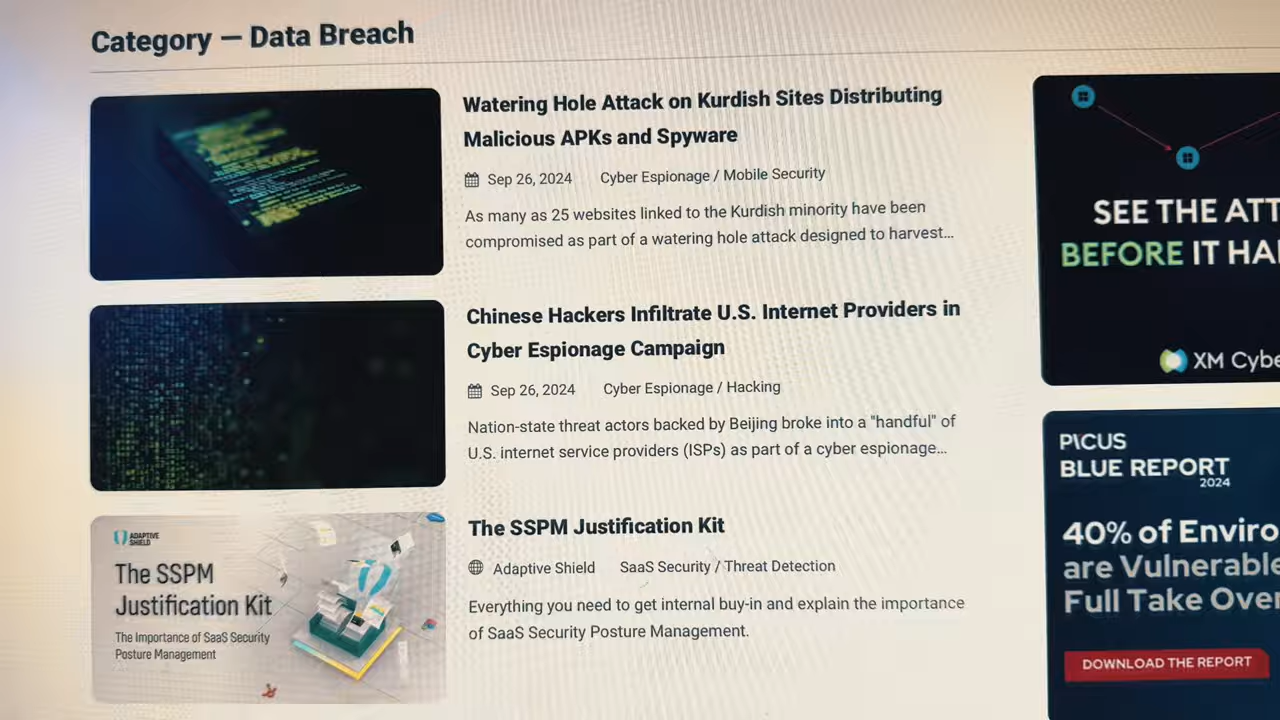 Category — Data Breach
Watering Hole Attack on Kurdish Sites Distributing
Malicious APKs and Spyware
Sep 26, 2024 Cyber Espionage / Mobile Security
As many as 25 websites linked to the Kurdish minority have been
compromised as part of a watering hole attack designed to harvest...
Chinese Hackers Infiltrate U.S. Internet Providers in
Cyber Espionage Campaign
Sep 26, 2024 Cyber Espionage / Hacking
Nation-state threat actors backed by Beijing broke into a "handful" of
U.S. internet service providers (ISPs) as part of a cyber espionage...
ADAPTIVE
SHIELD
The SSPM
Justification Kit
The Importance of SaaS Security
Posture Management
The SSPM Justification Kit
Adaptive Shield SaaS Security / Threat Detection
Everything you need to get internal buy-in and explain the importance
of SaaS Security Posture Management.
SEE THE ATT
BEFORE IT HA
XM Cybe
PICUS
BLUE REPORT
2024
40% of Enviro
are Vulnerable
Full Take Over
DOWNLOAD THE REPORT